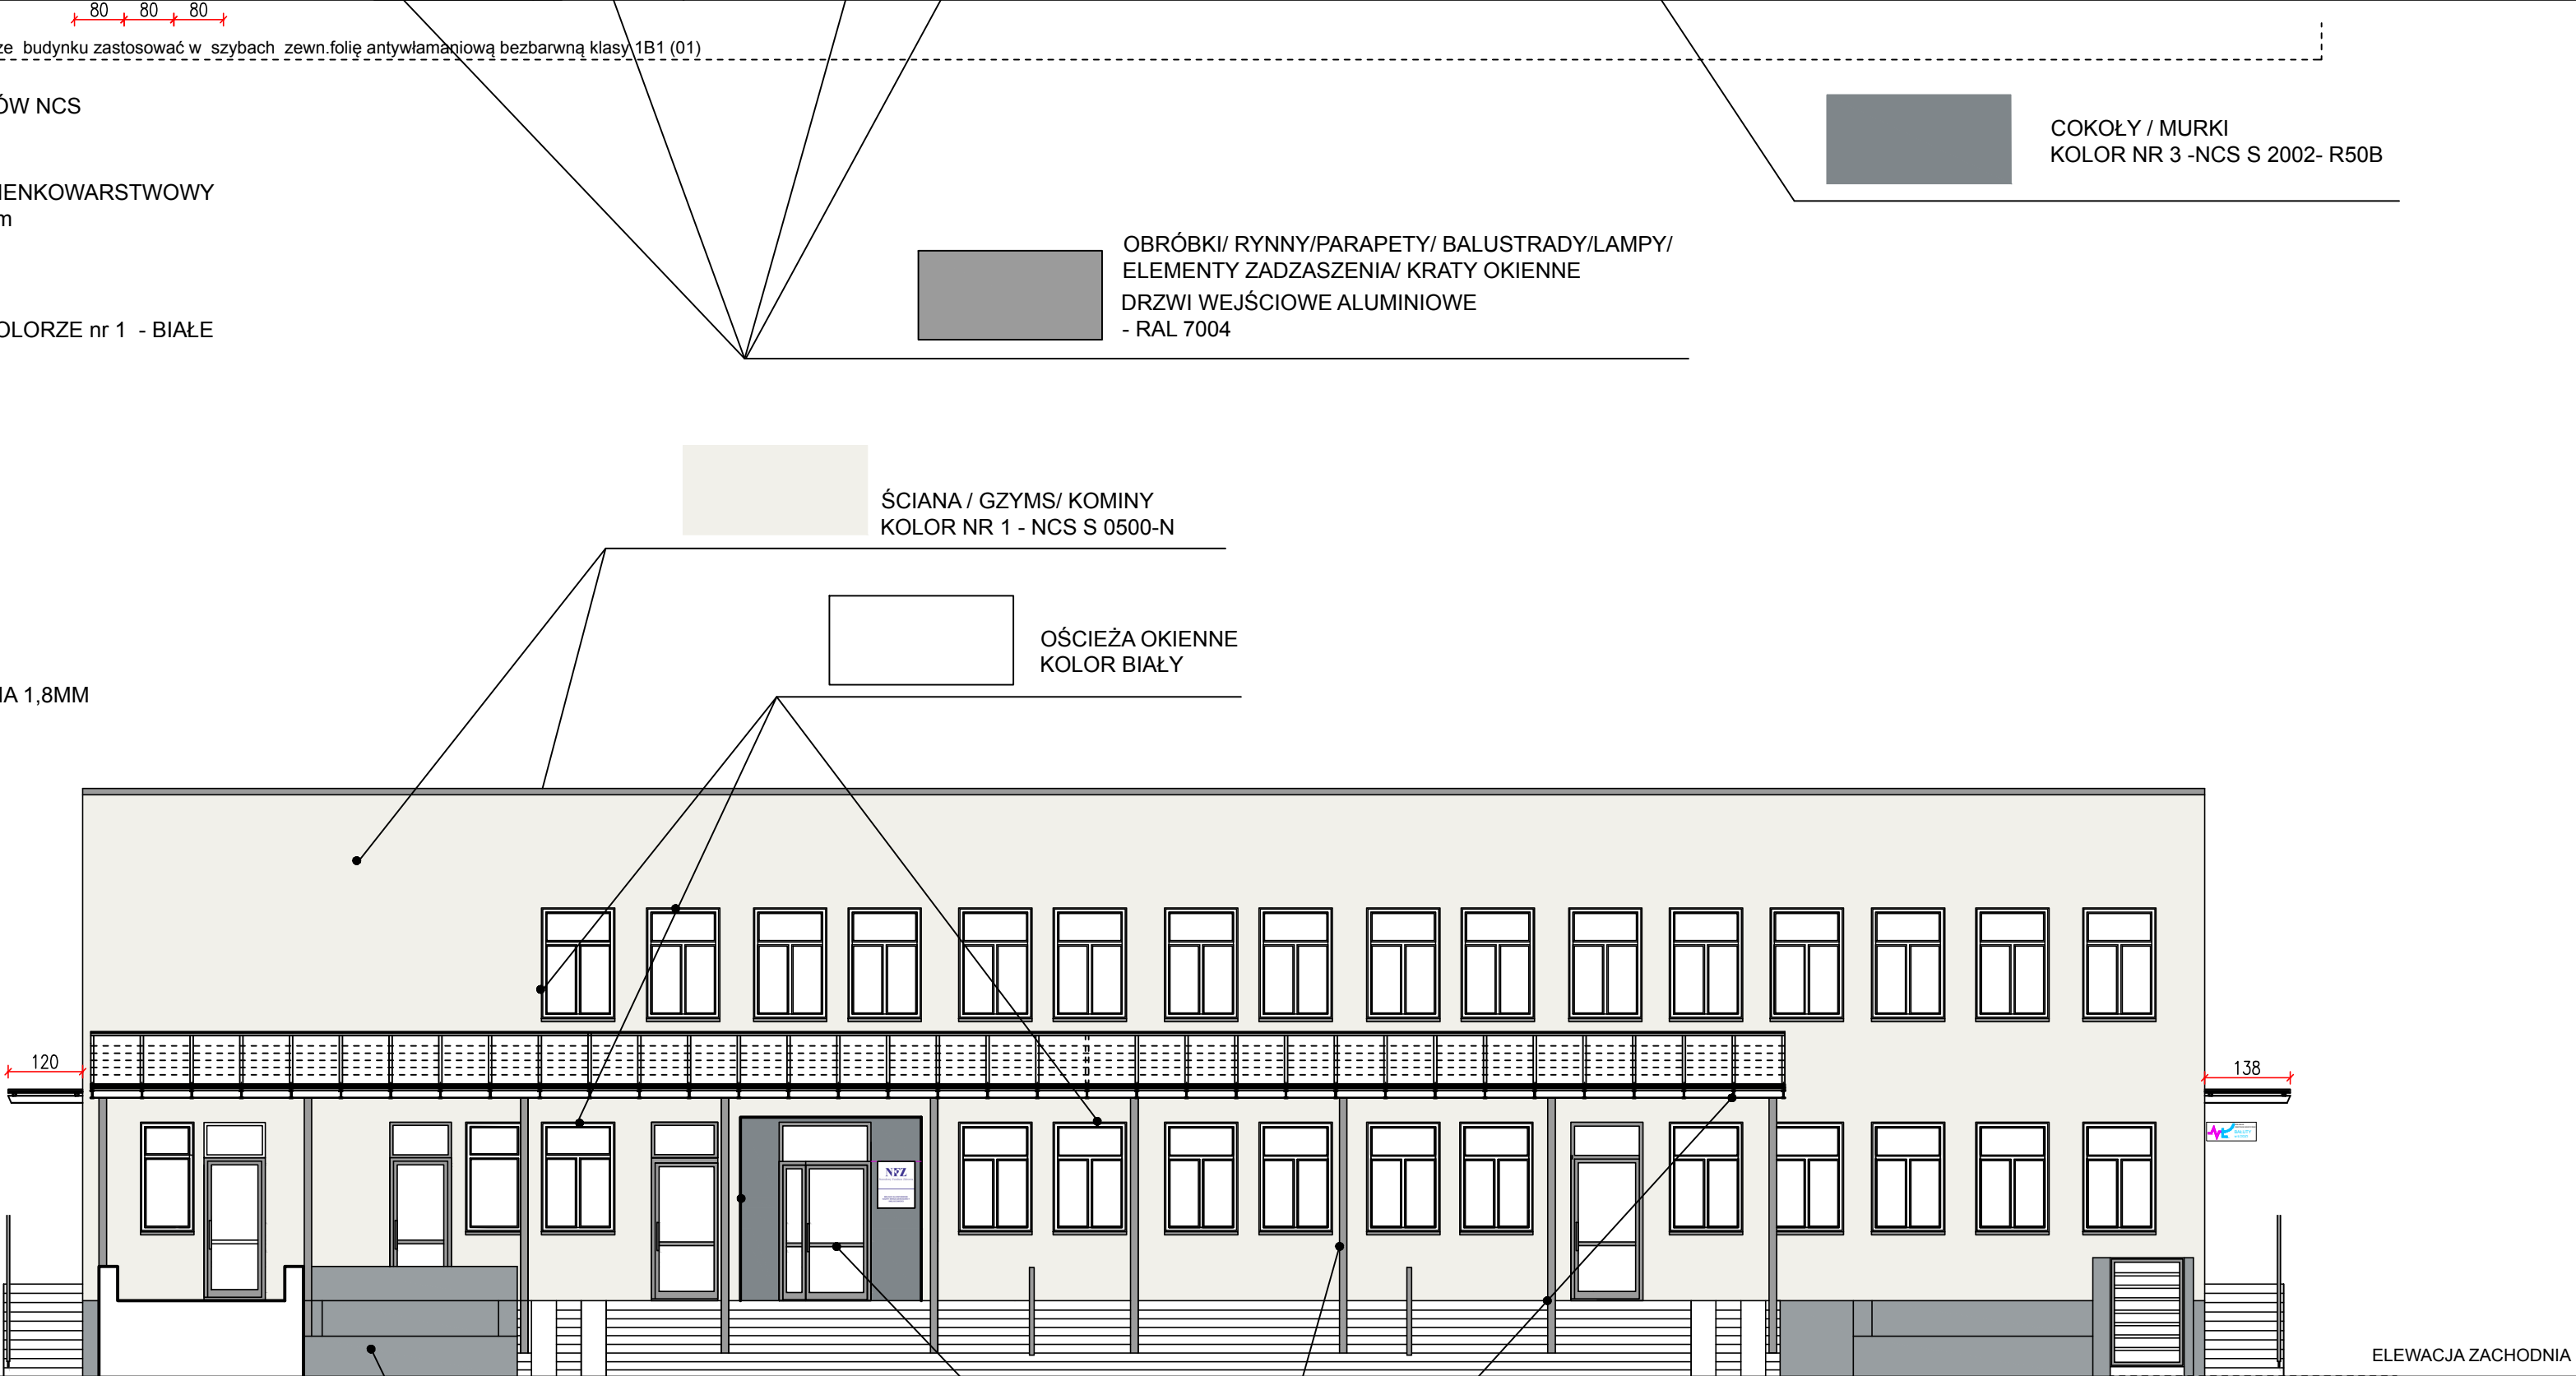 80 80 80
ze budynku zastosować w szybach zewn.folię antywłamaniową bezbarwną klasy 1B1 (01)
ÓW NCS
IENKOWARSTWOWY
m
OLORZE nr 1 - BIAŁE
COKOŁY / MURKI
KOLOR NR 3 -NCS S 2002- R50B
OBRÓBKI/ RYNNY/PARAPETY/ BALUSTRADY/LAMPY/
ELEMENTY ZADZASZENIA/ KRATY OKIENNE
DRZWI WEJŚCIOWE ALUMINIOWE
- RAL 7004
ŚCIANA / GZYMS/ KOMINY
KOLOR NR 1 - NCS S 0500-N
OŚCIEŻA OKIENNE
KOLOR BIAŁY
IA 1,8MM
120
138
NFZ
ELEWACJA ZACHODNIA